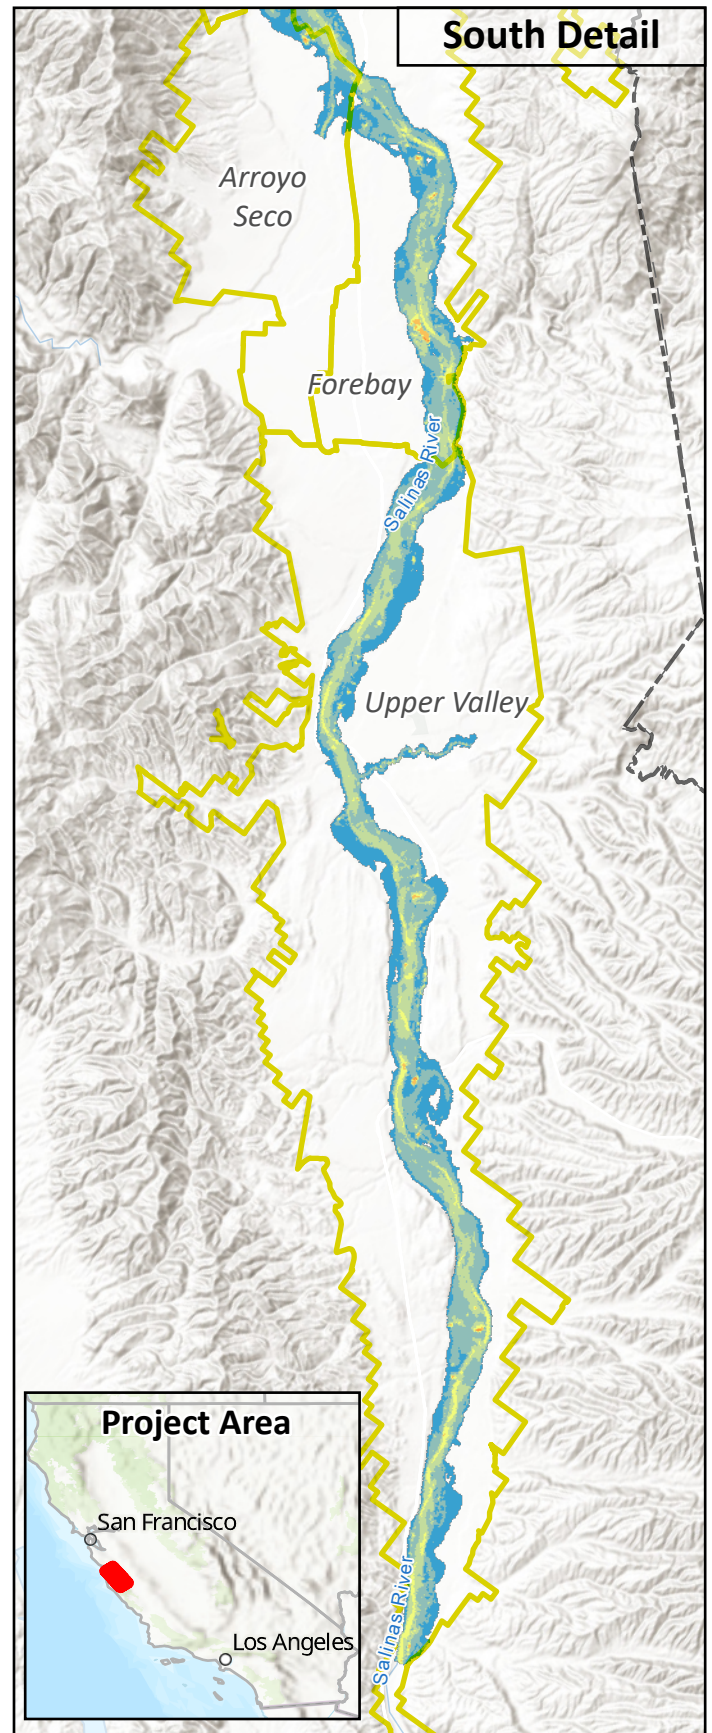 South Detail
Arroyo
Seco
Forebay
Salinas River
Upper Valley
Project Area
San Francisco
Los Angeles
Salinas River